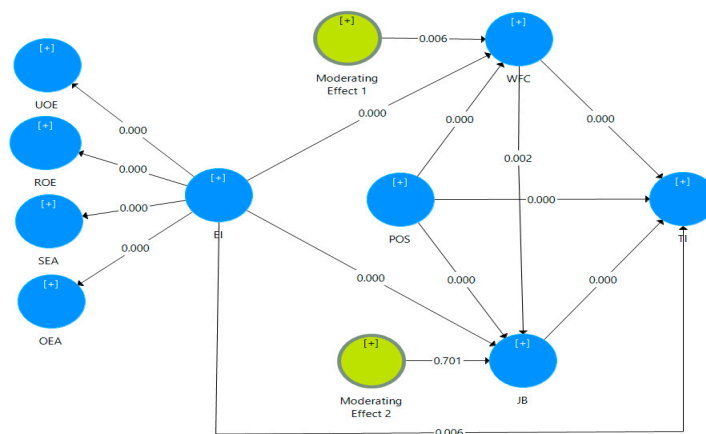 [+]
UOE
[+]
ROE
[+]
SEA
[+]
OEA
0.000
0.000
0.000
0.000
[+]
EI
[+]
Moderating
Effect 1
0.006
[+]
WFC
0.000
0.000
0.002
0.000
[+]
POS
0.000
[+]
TI
0.000
0.000
0.000
[+]
Moderating
Effect 2
0.701
[+]
JB
0.006